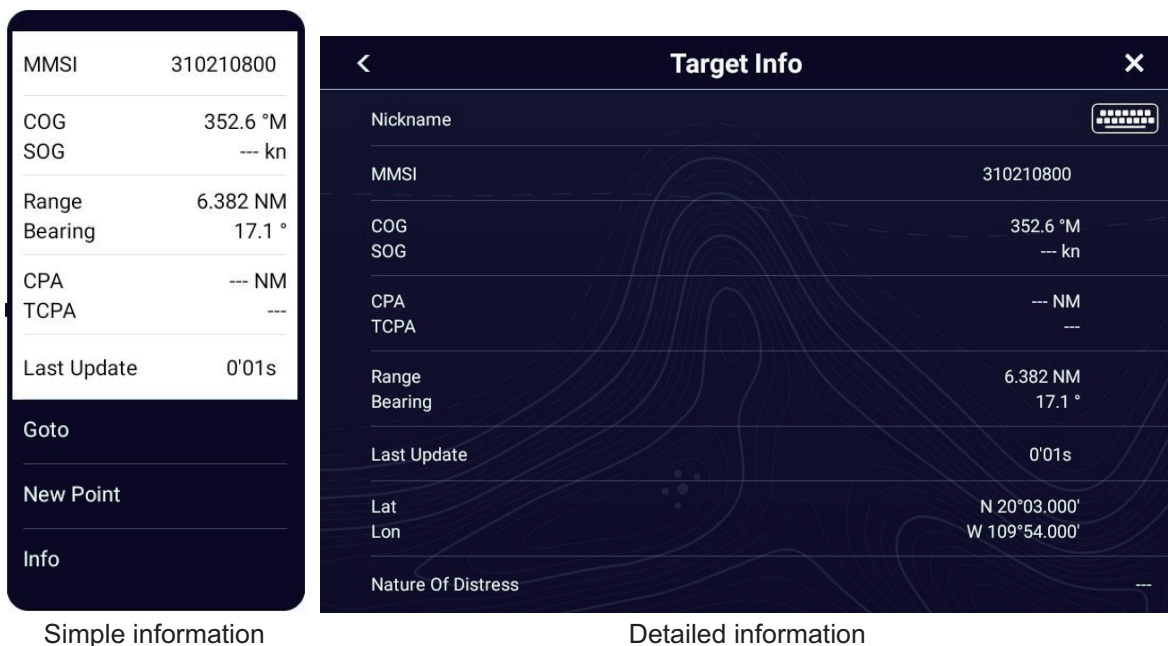 MMSI 310210800
COG 352.6 °M
SOG --- kn
Range 6.382 NM
Bearing 17.1 °
CPA --- NM
TCPA ---
Last Update 0'01s
Goto
New Point
Info
Simple information
Target Info
Nickname
MMSI 310210800
COG 352.6 °M
SOG --- kn
CPA --- NM
TCPA ---
Range 6.382 NM
Bearing 17.1 °
Last Update 0'01s
Lat N 20°03.000'
Lon W 109°54.000'
Nature Of Distress ---
Detailed information